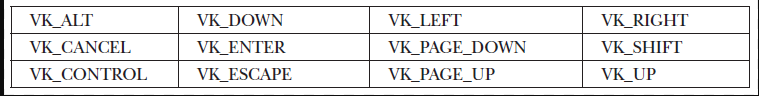 VK_ALT VK_DOWN VK_LEFT VK_RIGHT
VK_CANCEL VK_ENTER VK_PAGE_DOWN VK_SHIFT
VK_CONTROL VK_ESCAPE VK_PAGE_UP VK_UP